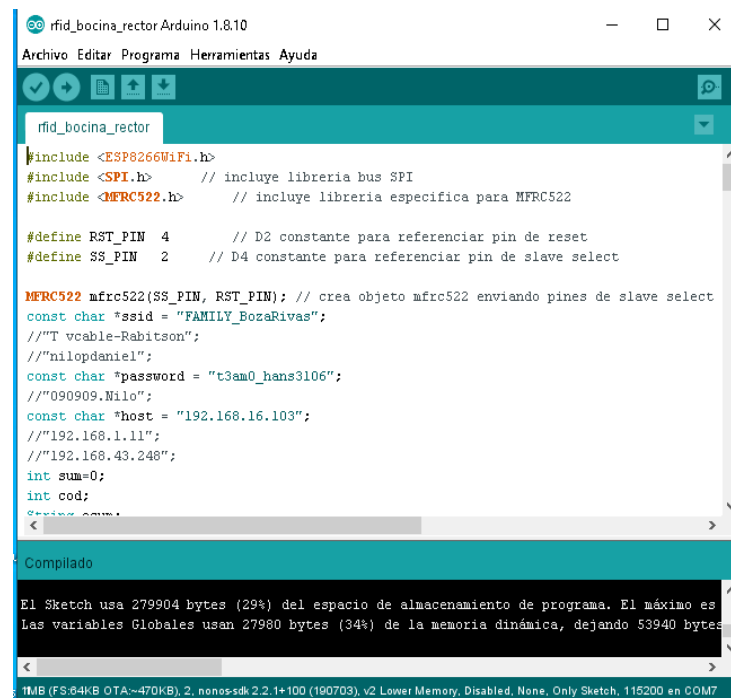 rfid_bocina_rector Arduino 1.8.10
Archivo Editar Programa Herramientas Ayuda
rfid_bocina_rector
#include <ESP8266WiFi.h>
#include <SPI.h> // incluye libreria bus SPI
#include <MFRC522.h> // incluye libreria especifica para MFRC522
#define RST_PIN 4 // D2 constante para referenciar pin de reset
#define SS_PIN 2 // D4 constante para referenciar pin de slave select
MFRC522 mfrc522(SS_PIN, RST_PIN); // crea objeto mfrc522 enviando pines de slave select
const char *ssid = "FAMILY_BozaRivas";
//"T vcable-Rabitson";
//"nilopdaniel";
const char *password = "t3am0_hans3106";
//"090909.Nilo";
const char *host = "192.168.16.103";
//"192.168.1.11";
//"192.168.43.248";
int sum=0;
int cod;
String
Compilado
El Sketch usa 279904 bytes (29%) del espacio de almacenamiento de programa. El máximo es
Las variables Globales usan 27980 bytes (34%) de la memoria dinámica, dejando 53940 bytes
1MB (FS:64KB OTA:~470KB), 2, nonos-sdk 2.2.1+100 (190703), v2 Lower Memory, Disabled, None, Only Sketch, 115200 en COM7